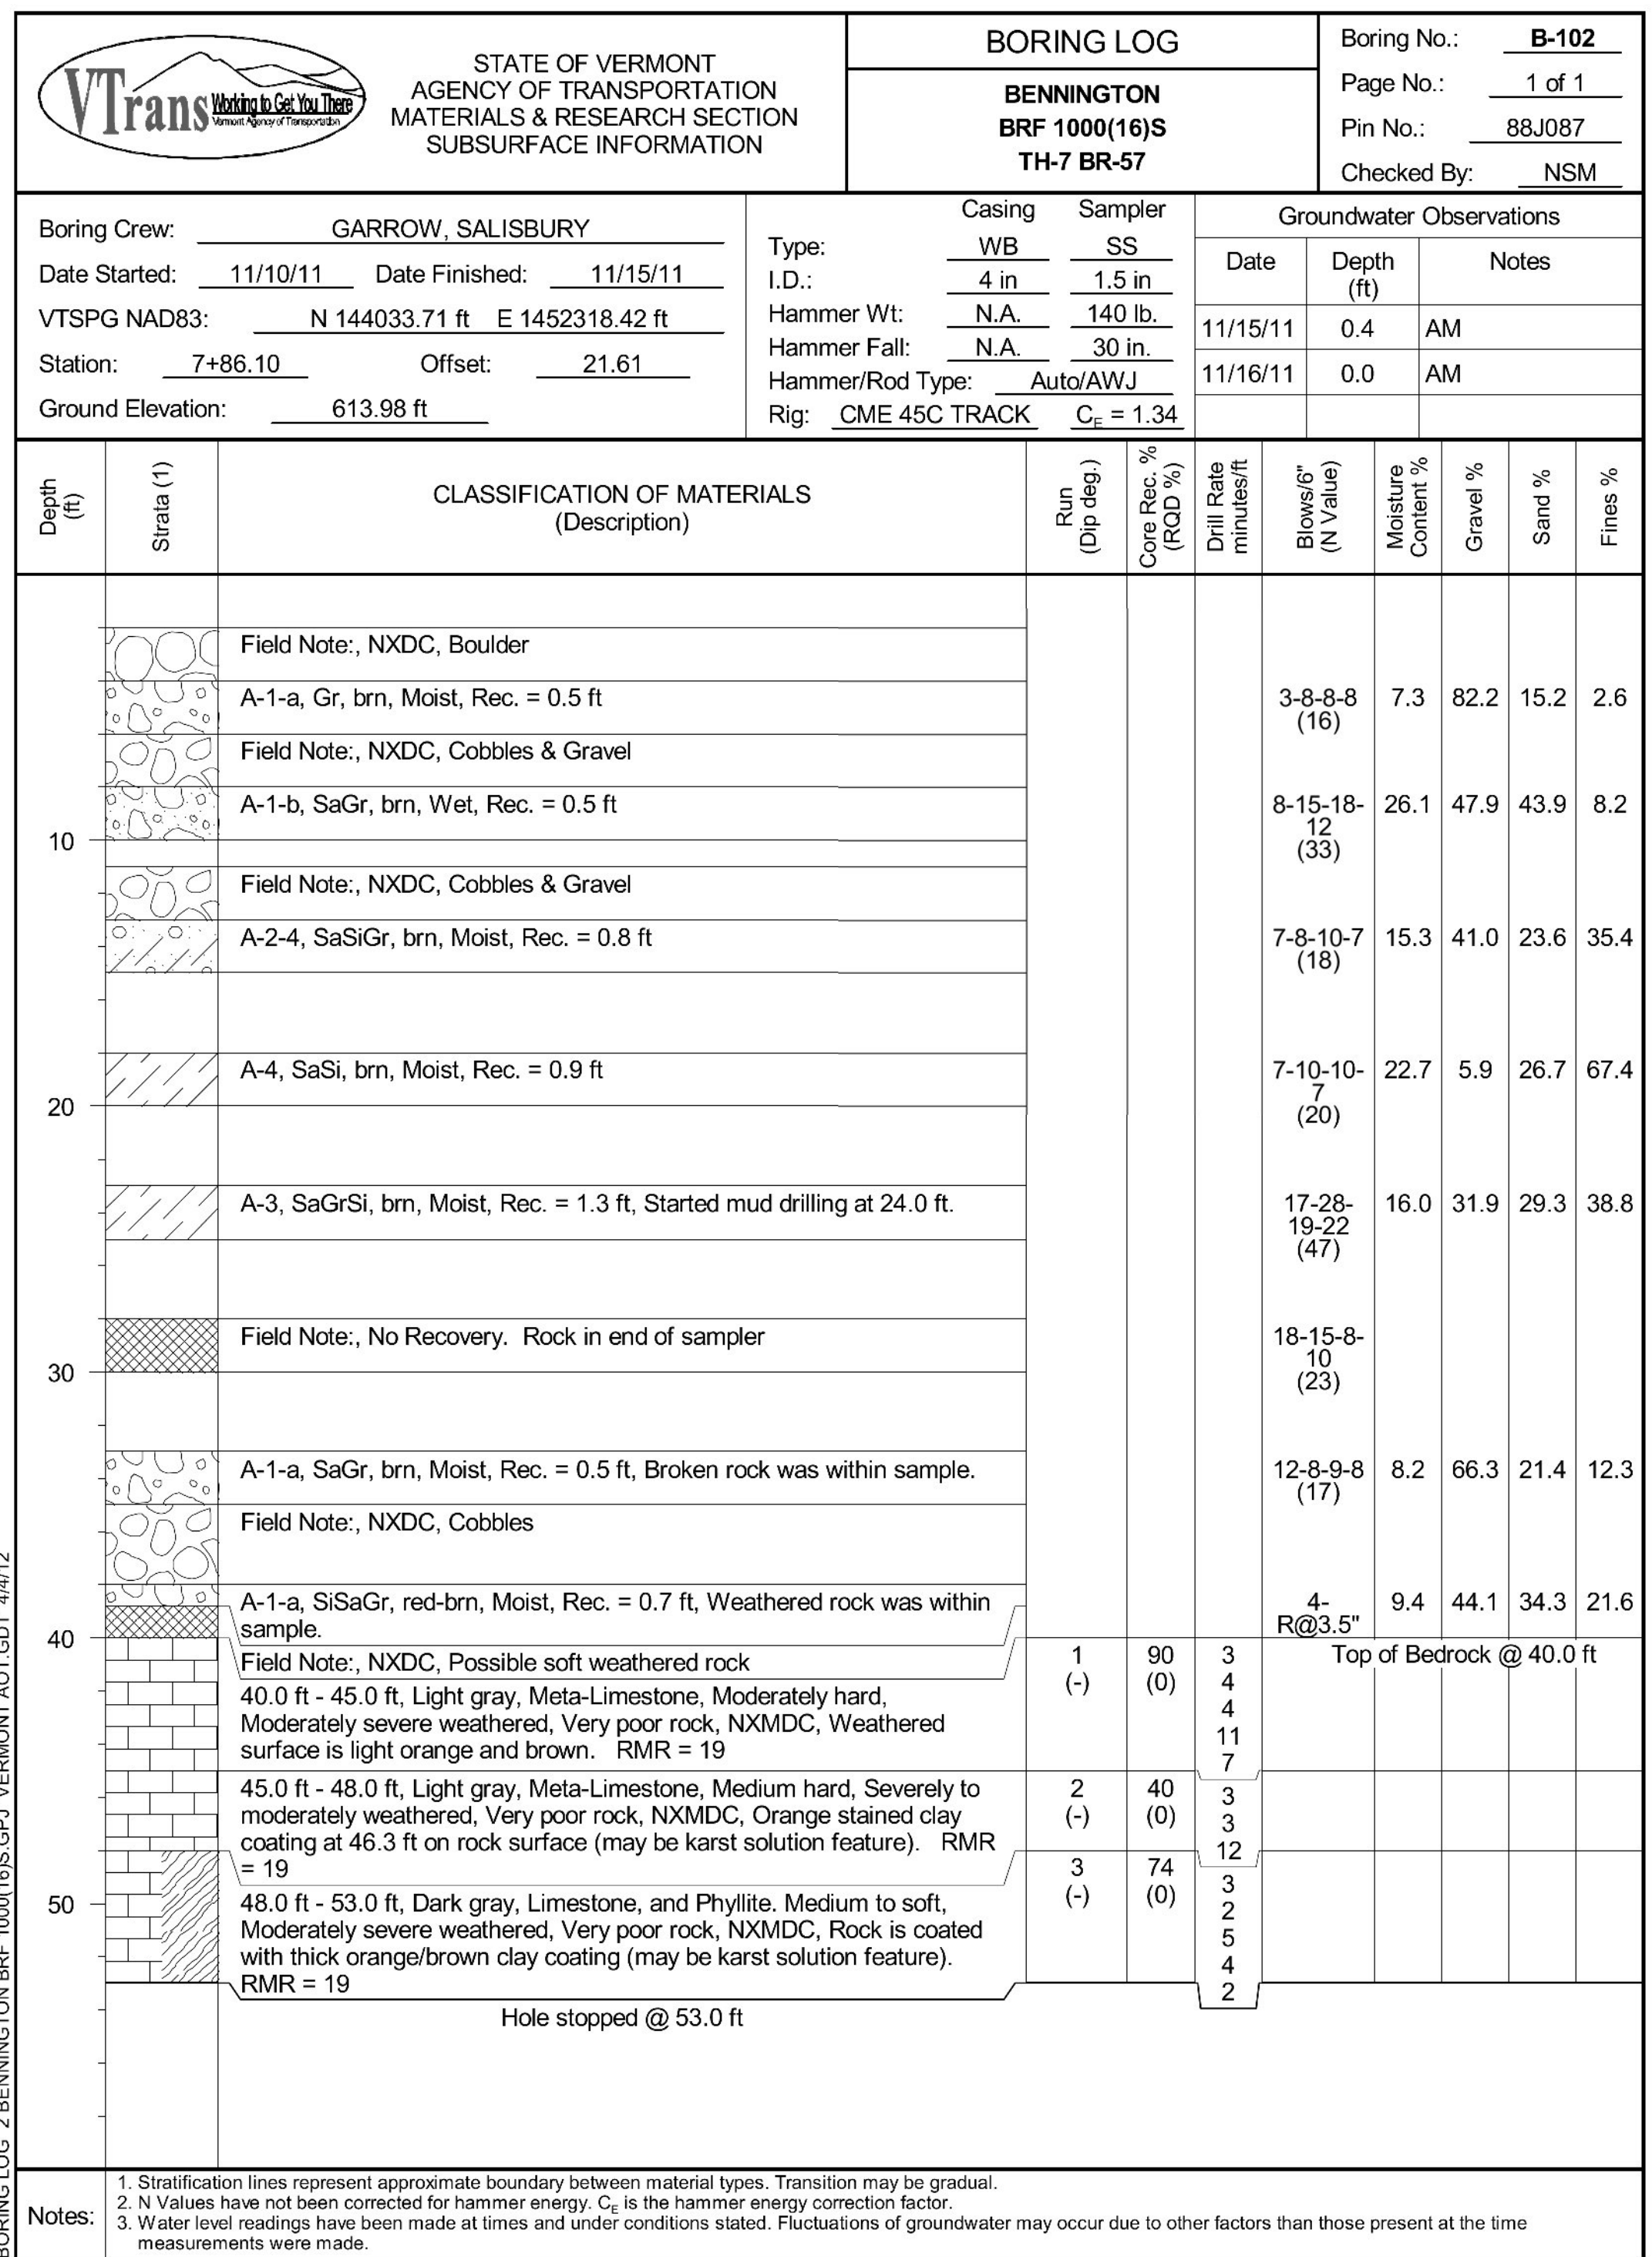 VTrans Working to Get You There
Vermont Agency of Transportation
STATE OF VERMONT
AGENCY OF TRANSPORTATION
MATERIALS & RESEARCH SECTION
SUBSURFACE INFORMATION
BORING LOG
BENNINGTON
BRF 1000(16)S
TH-7 BR-57
Boring No.: B-102
Page No.: 1 of 1
Pin No.: 88J087
Checked By: NSM
Boring Crew: GARROW, SALISBURY
Date Started: 11/10/11 Date Finished: 11/15/11
VTSPG NAD83: N 144033.71 ft E 1452318.42 ft
Station: 7+86.10 Offset: 21.61
Ground Elevation: 613.98 ft
Casing Sampler
Type: WB SS
I.D.: 4 in 1.5 in
Hammer Wt: N.A. 140 lb.
Hammer Fall: N.A. 30 in.
Hammer/Rod Type: Auto/AWJ
Rig: CME 45C TRACK CE = 1.34
Groundwater Observations
Date Depth (ft) Notes
11/15/11 0.4 AM
11/16/11 0.0 AM
Depth (ft)
Strata (1)
CLASSIFICATION OF MATERIALS
(Description)
Run (Dip deg.)
Core Rec. % (RQD %)
Drill Rate minutes/ft
Blows/6" (N Value)
Moisture Content %
Gravel %
Sand %
Fines %
Field Note:, NXDC, Boulder
A-1-a, Gr, brn, Moist, Rec. = 0.5 ft 3-8-8-8 7.3 82.2 15.2 2.6
(16)
Field Note:, NXDC, Cobbles & Gravel
A-1-b, SaGr, brn, Wet, Rec. = 0.5 ft 8-15-18- 26.1 47.9 43.9 8.2
12
10
(33)
Field Note:, NXDC, Cobbles & Gravel
A-2-4, SaSiGr, brn, Moist, Rec. = 0.8 ft 7-8-10-7 15.3 41.0 23.6 35.4
(18)
A-4, SaSi, brn, Moist, Rec. = 0.9 ft 7-10-10- 22.7 5.9 26.7 67.4
7
20
(20)
A-3, SaGrSi, brn, Moist, Rec. = 1.3 ft, Started mud drilling at 24.0 ft. 17-28- 16.0 31.9 29.3 38.8
19-22
(47)
Field Note:, No Recovery. Rock in end of sampler 18-15-8-
10
30
(23)
A-1-a, SaGr, brn, Moist, Rec. = 0.5 ft, Broken rock was within sample. 12-8-9-8 8.2 66.3 21.4 12.3
(17)
Field Note:, NXDC, Cobbles
A-1-a, SiSaGr, red-brn, Moist, Rec. = 0.7 ft, Weathered rock was within 4- 9.4 44.1 34.3 21.6
sample. R@3.5"
40
Field Note:, NXDC, Possible soft weathered rock 1 90 3 Top of Bedrock @ 40.0 ft
(-) (0) 4
40.0 ft - 45.0 ft, Light gray, Meta-Limestone, Moderately hard, 4
Moderately severe weathered, Very poor rock, NXMDC, Weathered 11
surface is light orange and brown. RMR = 19 7
45.0 ft - 48.0 ft, Light gray, Meta-Limestone, Medium hard, Severely to 2 40 3
moderately weathered, Very poor rock, NXMDC, Orange stained clay (-) (0) 3
coating at 46.3 ft on rock surface (may be karst solution feature). RMR 12
= 19 3 74 3
50
48.0 ft - 53.0 ft, Dark gray, Limestone, and Phyllite. Medium to soft, (-) (0) 2
Moderately severe weathered, Very poor rock, NXMDC, Rock is coated 5
with thick orange/brown clay coating (may be karst solution feature). 4
RMR = 19 2
Hole stopped @ 53.0 ft
Notes:
1. Stratification lines represent approximate boundary between material types. Transition may be gradual.
2. N Values have not been corrected for hammer energy. CE is the hammer energy correction factor.
3. Water level readings have been made at times and under conditions stated. Fluctuations of groundwater may occur due to other factors than those present at the time
measurements were made.
BORING LOG 2 BENNINGTON BRF 1000(16)S.GPJ VERMONT AOT.GDT 4/4/12